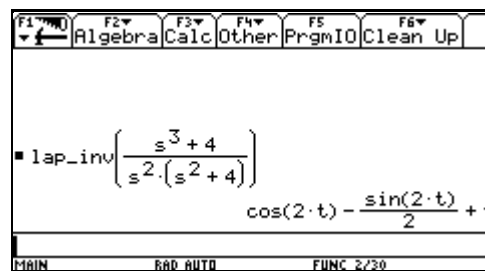 F1 F2 F3 F4 F5 F6
Algebra Calc Other PrgmIO Clean Up
lap_inv((s^3 + 4)/(s^2·(s^2 + 4)))
cos(2·t) - sin(2·t)/2 +
MAIN RAD AUTO FUNC 2/30